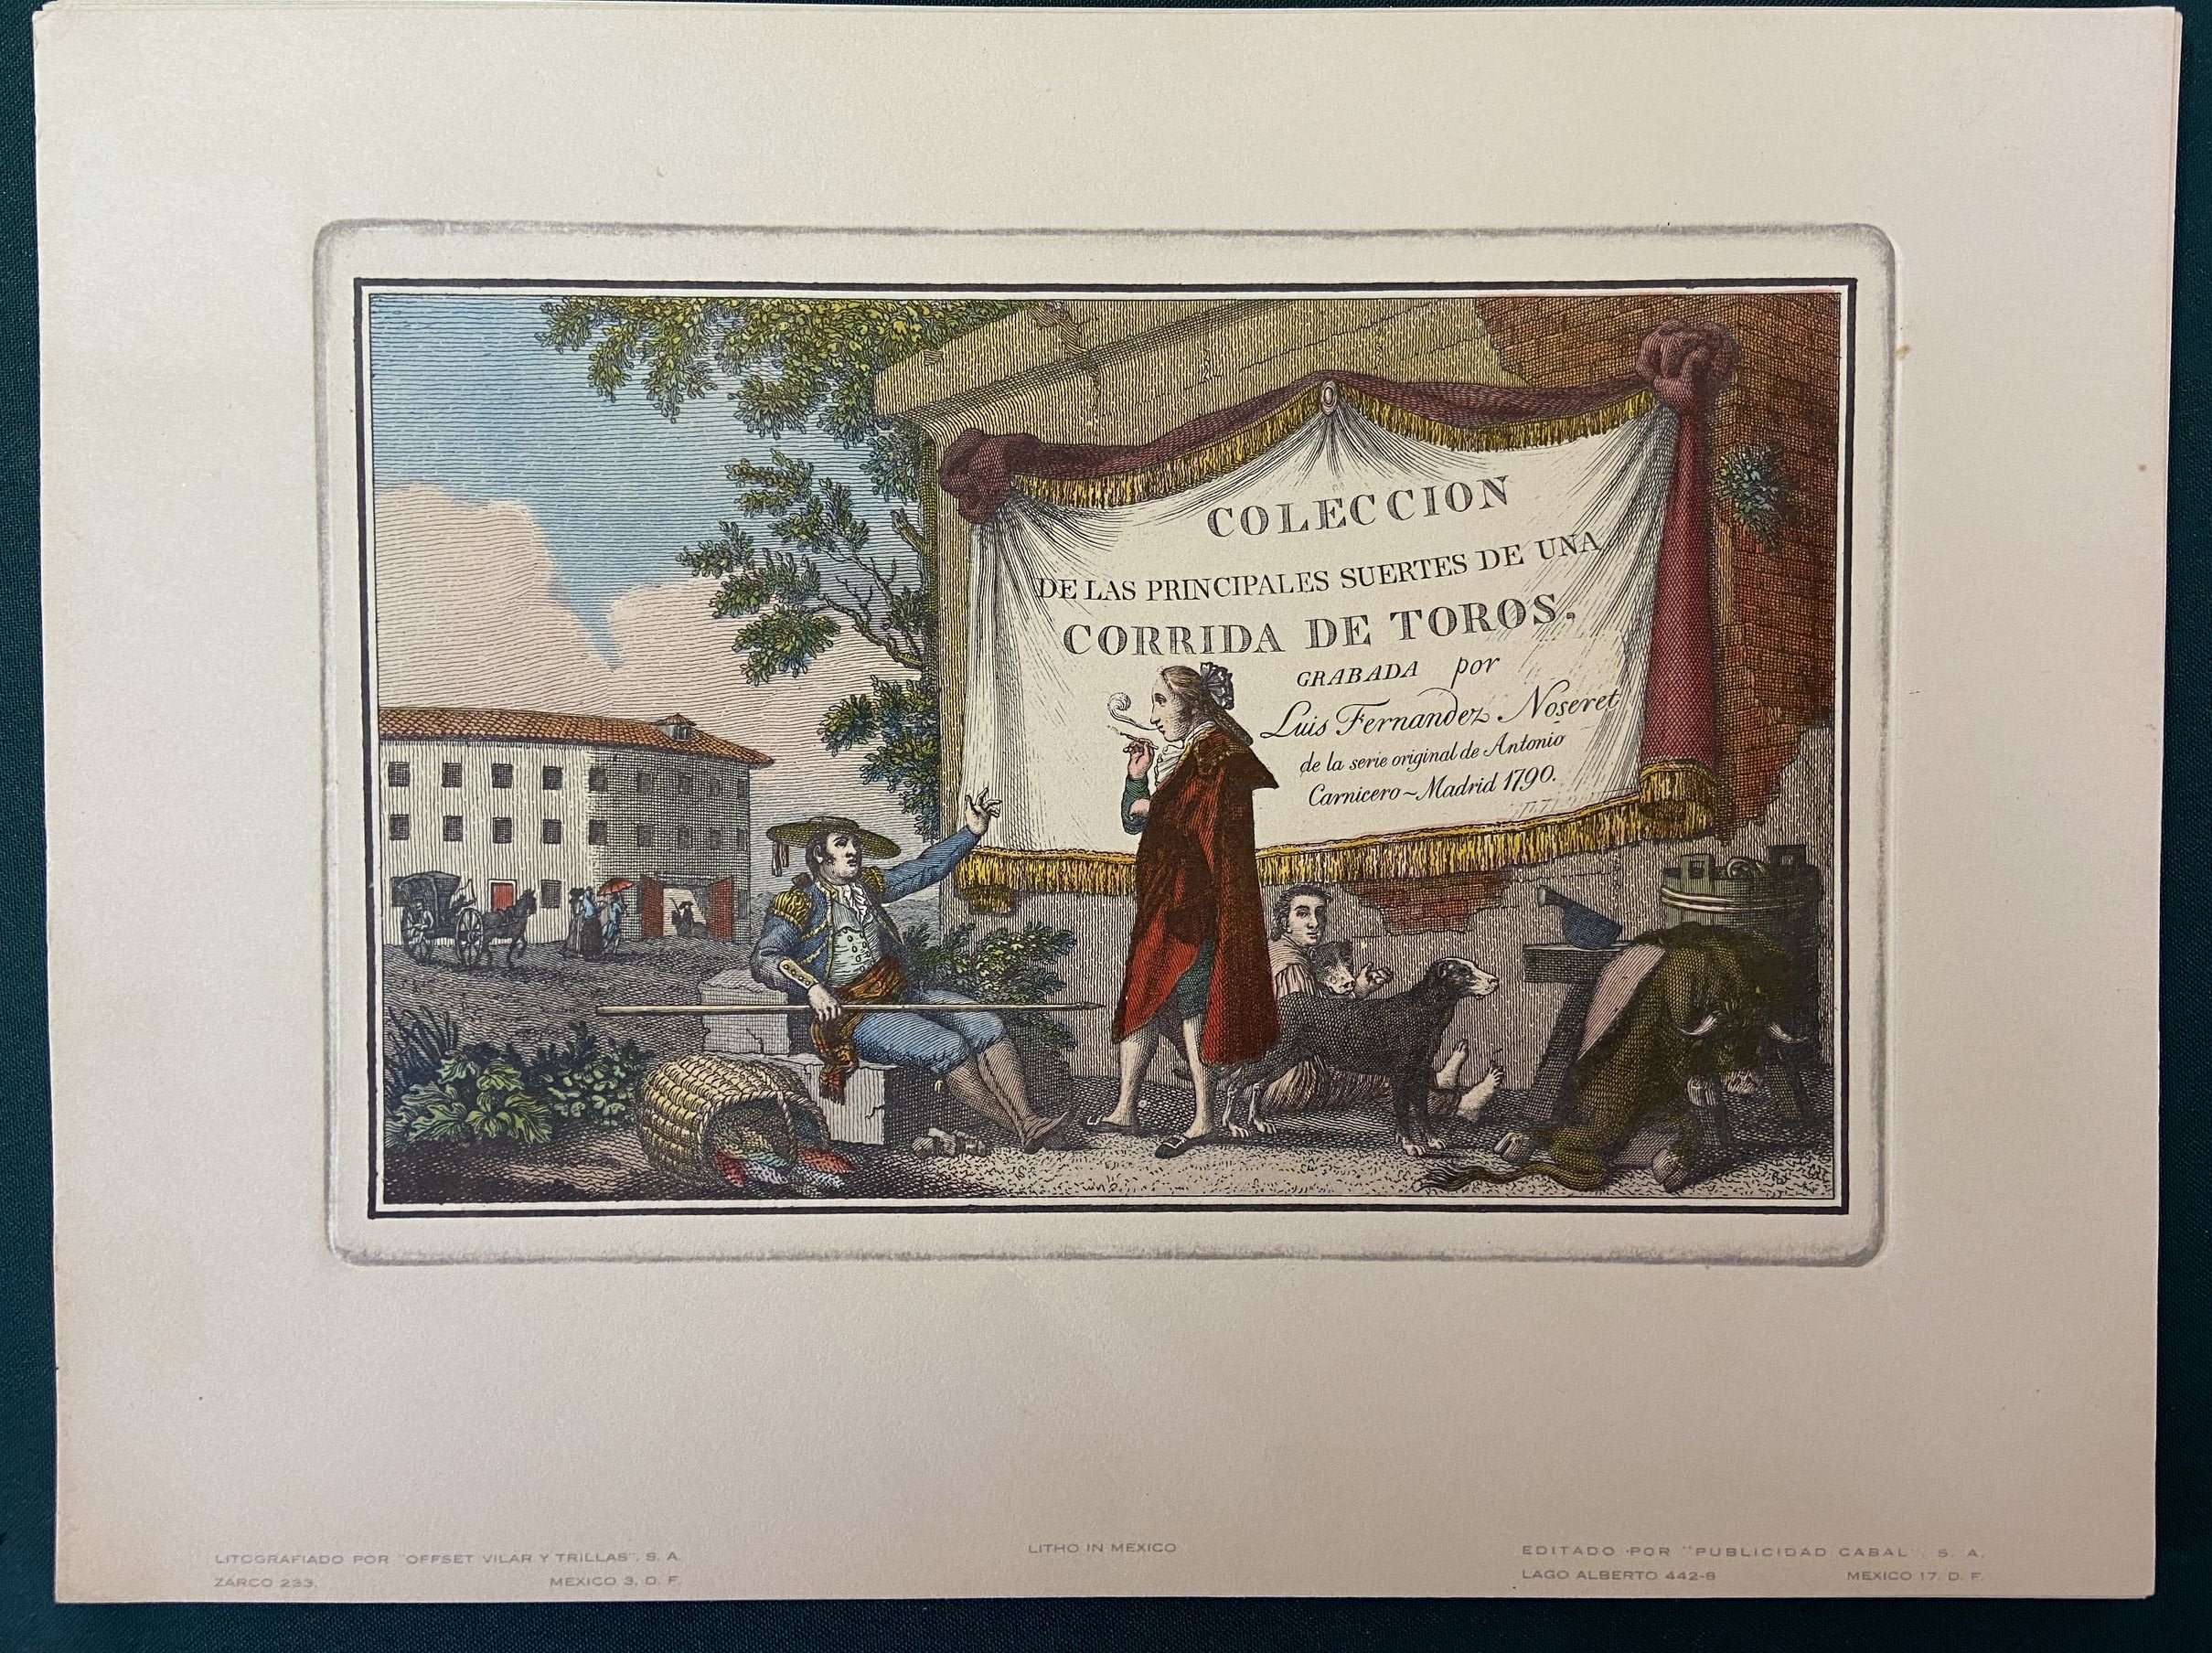 COLECCION
DE LAS PRINCIPALES SUERTES DE UNA
CORRIDA DE TOROS,
GRABADA por
Luis Fernandez Noseret
de la serie original de Antonio
Carnicero ~ Madrid 1790.
LITOGRAFIADO POR "OFFSET VILAR Y TRILLAS", S. A.
ZARCO 233. MEXICO 3, D. F.
LITHO IN MEXICO
EDITADO POR "PUBLICIDAD CABAL", S. A.
LAGO ALBERTO 442-8 MEXICO 17, D. F.